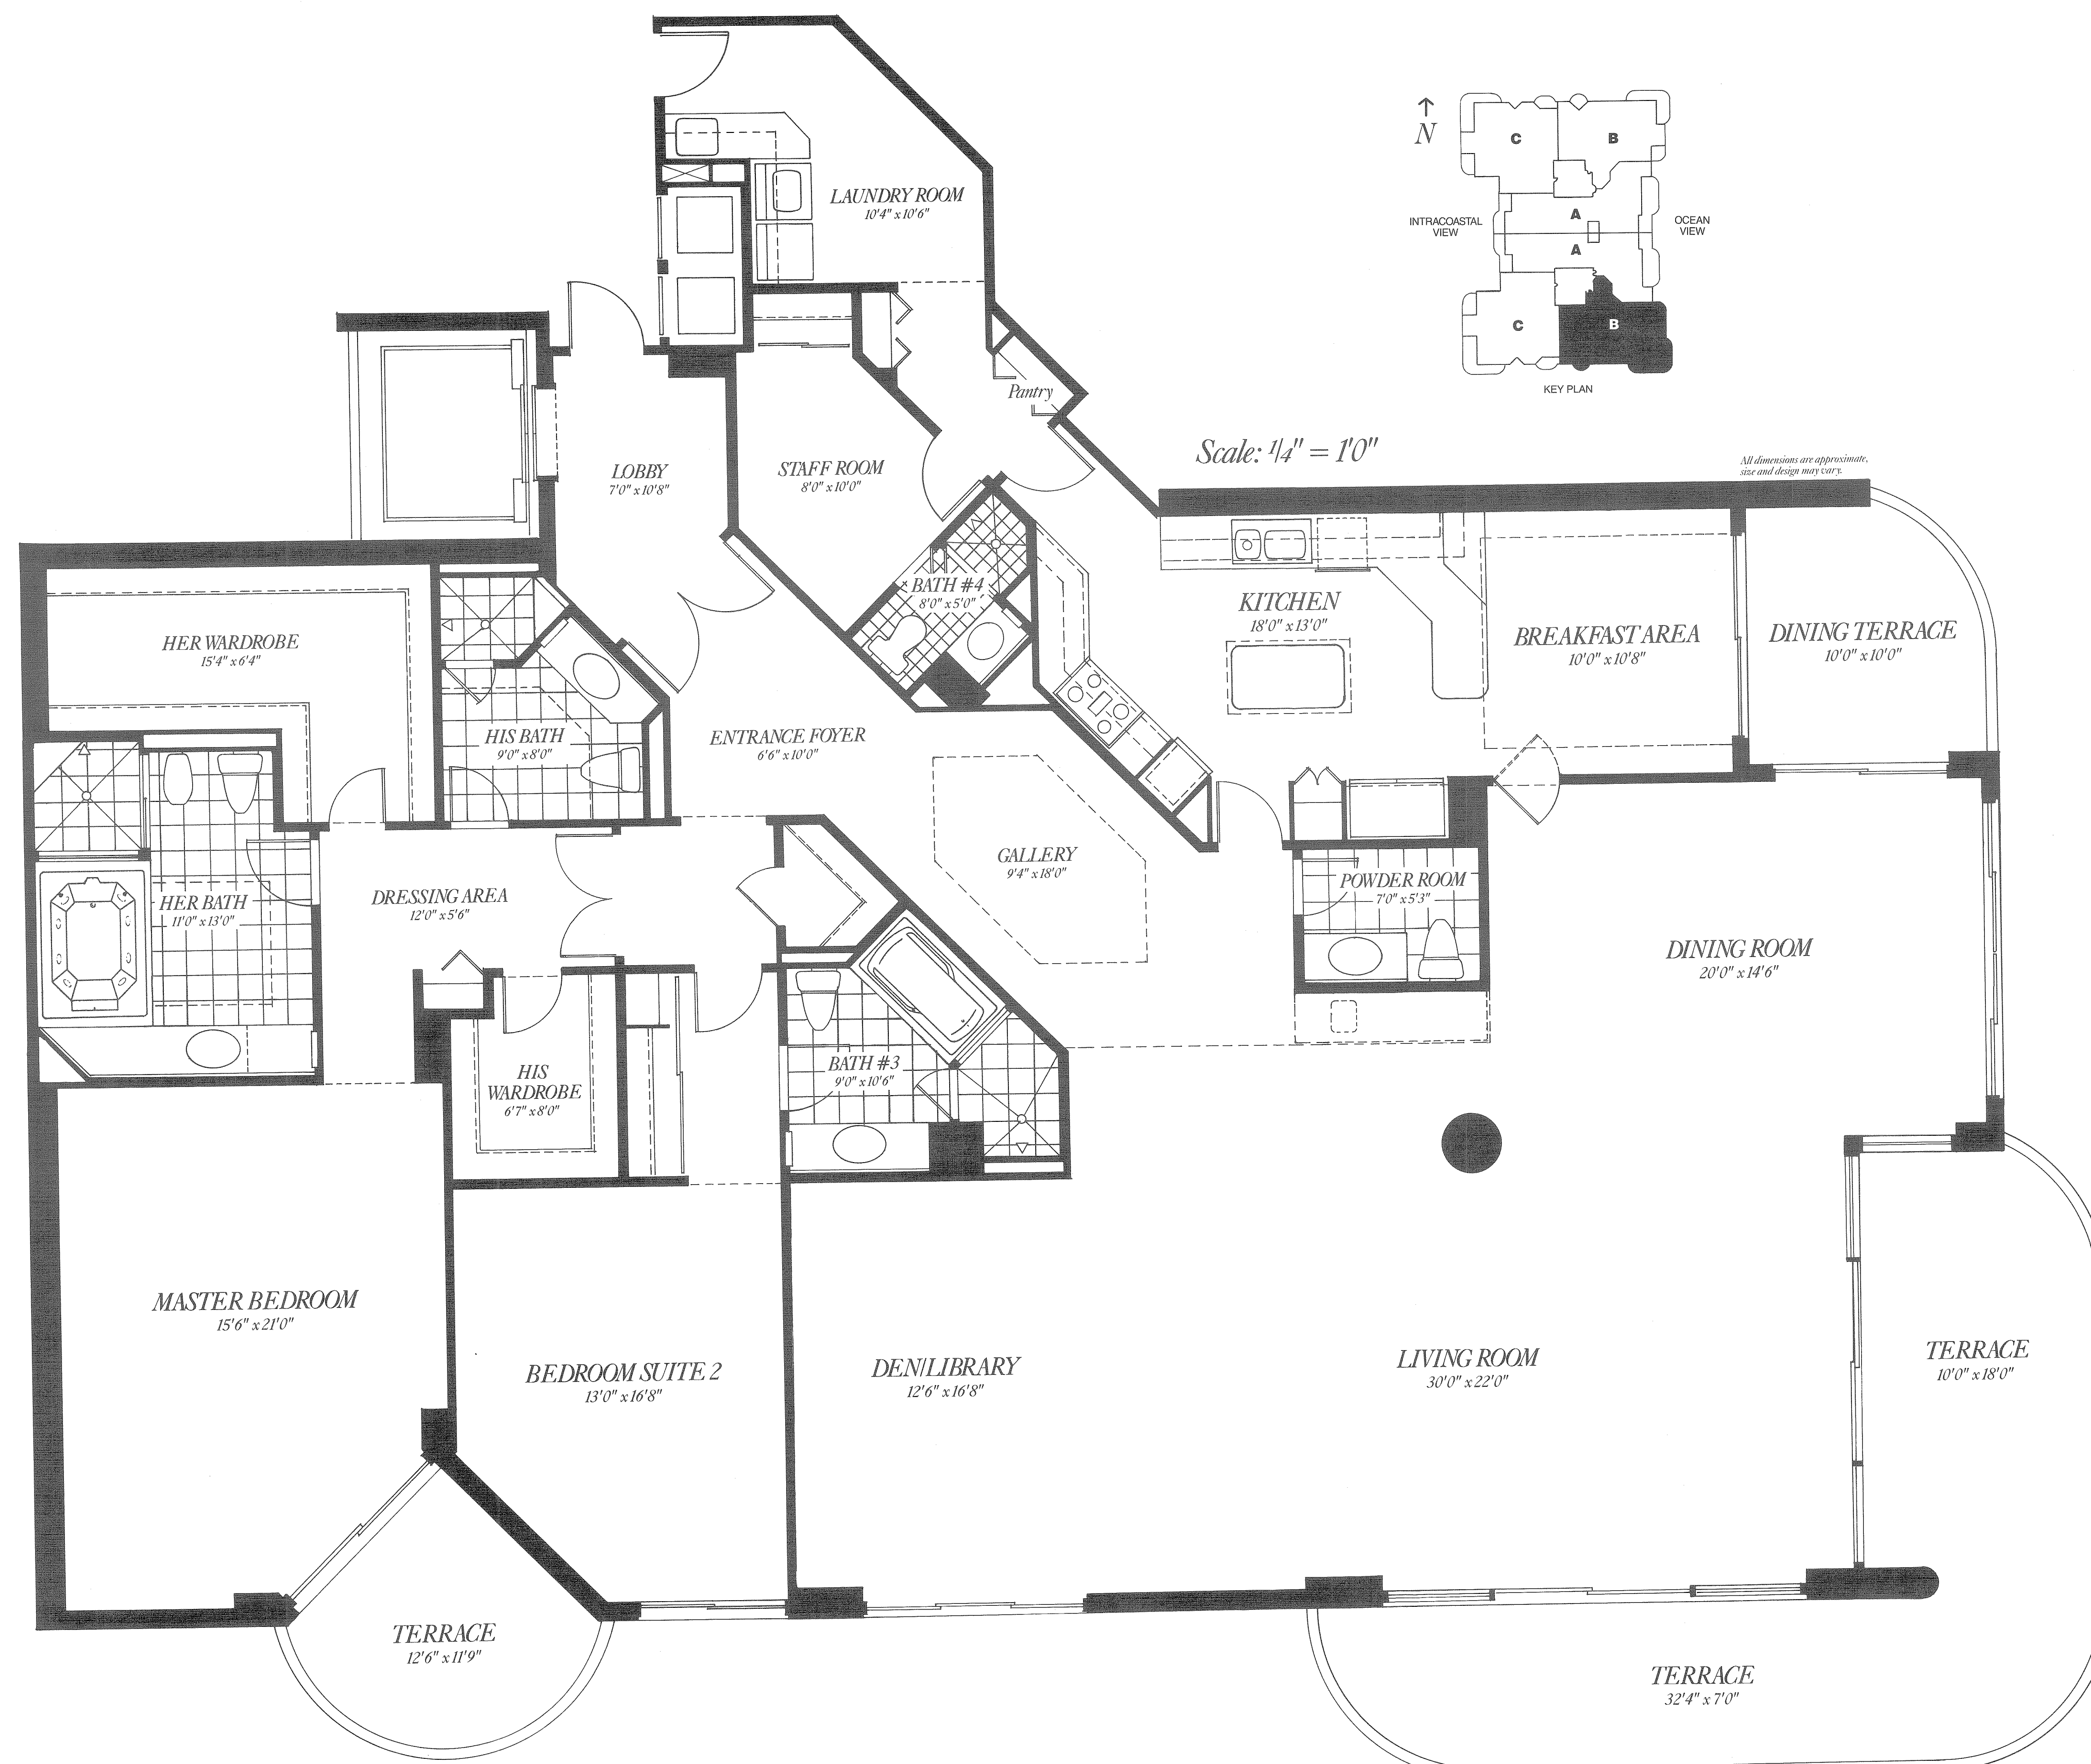 N
C
B
LAUNDRY ROOM
10'4" x 10'6"
INTRACOASTAL
VIEW
A
OCEAN
VIEW
A
C
B
KEY PLAN
Pantry
Scale: 1/4" = 1'0"
All dimensions are approximate,
size and design may vary.
LOBBY
7'0" x 10'8"
STAFF ROOM
8'0" x 10'0"
BATH #4
8'0" x 5'0"
KITCHEN
18'0" x 13'0"
BREAKFAST AREA
10'0" x 10'8"
DINING TERRACE
10'0" x 10'0"
HER WARDROBE
15'4" x 6'4"
HIS BATH
9'0" x 8'0"
ENTRANCE FOYER
6'6" x 10'0"
GALLERY
9'4" x 18'0"
POWDER ROOM
7'0" x 5'3"
HER BATH
11'0" x 13'0"
DRESSING AREA
12'0" x 5'6"
DINING ROOM
20'0" x 14'6"
HIS
WARDROBE
6'7" x 8'0"
BATH #3
9'0" x 10'6"
MASTER BEDROOM
15'6" x 21'0"
BEDROOM SUITE 2
13'0" x 16'8"
DEN/LIBRARY
12'6" x 16'8"
LIVING ROOM
30'0" x 22'0"
TERRACE
10'0" x 18'0"
TERRACE
12'6" x 11'9"
TERRACE
32'4" x 7'0"